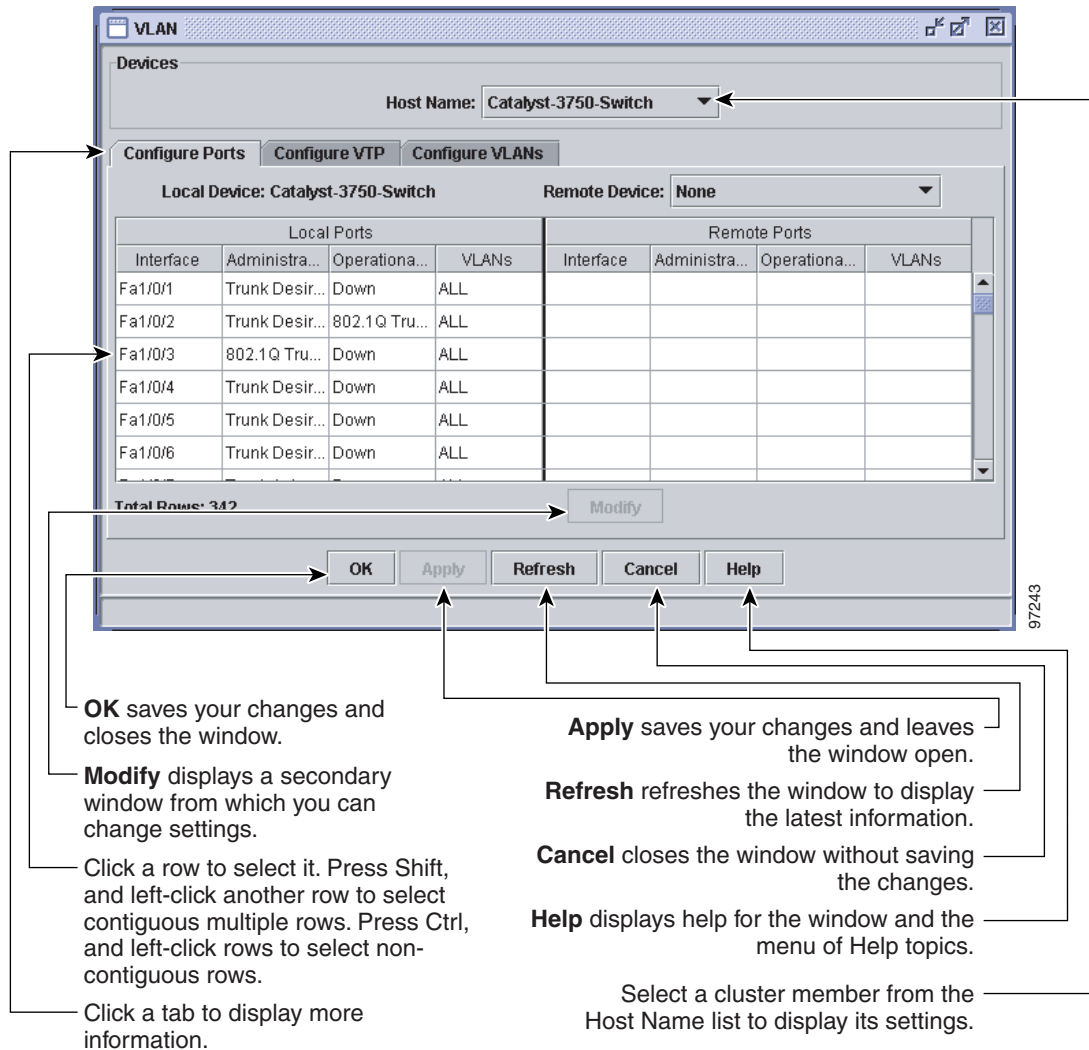 VLAN
Devices
Host Name: Catalyst-3750-Switch
Configure Ports Configure VTP Configure VLANs
Local Device: Catalyst-3750-Switch Remote Device: None
Local Ports Remote Ports
Interface Administra... Operationa... VLANs Interface Administra... Operationa... VLANs
Fa1/0/1 Trunk Desir... Down ALL
Fa1/0/2 Trunk Desir... 802.1Q Tru... ALL
Fa1/0/3 802.1Q Tru... Down ALL
Fa1/0/4 Trunk Desir... Down ALL
Fa1/0/5 Trunk Desir... Down ALL
Fa1/0/6 Trunk Desir... Down ALL
Total Rows: 342
Modify
OK Apply Refresh Cancel Help
97243
OK saves your changes and
closes the window.
Modify displays a secondary
window from which you can
change settings.
Click a row to select it. Press Shift,
and left-click another row to select
contiguous multiple rows. Press Ctrl,
and left-click rows to select non-
contiguous rows.
Click a tab to display more
information.
Apply saves your changes and leaves
the window open.
Refresh refreshes the window to display
the latest information.
Cancel closes the window without saving
the changes.
Help displays help for the window and the
menu of Help topics.
Select a cluster member from the
Host Name list to display its settings.